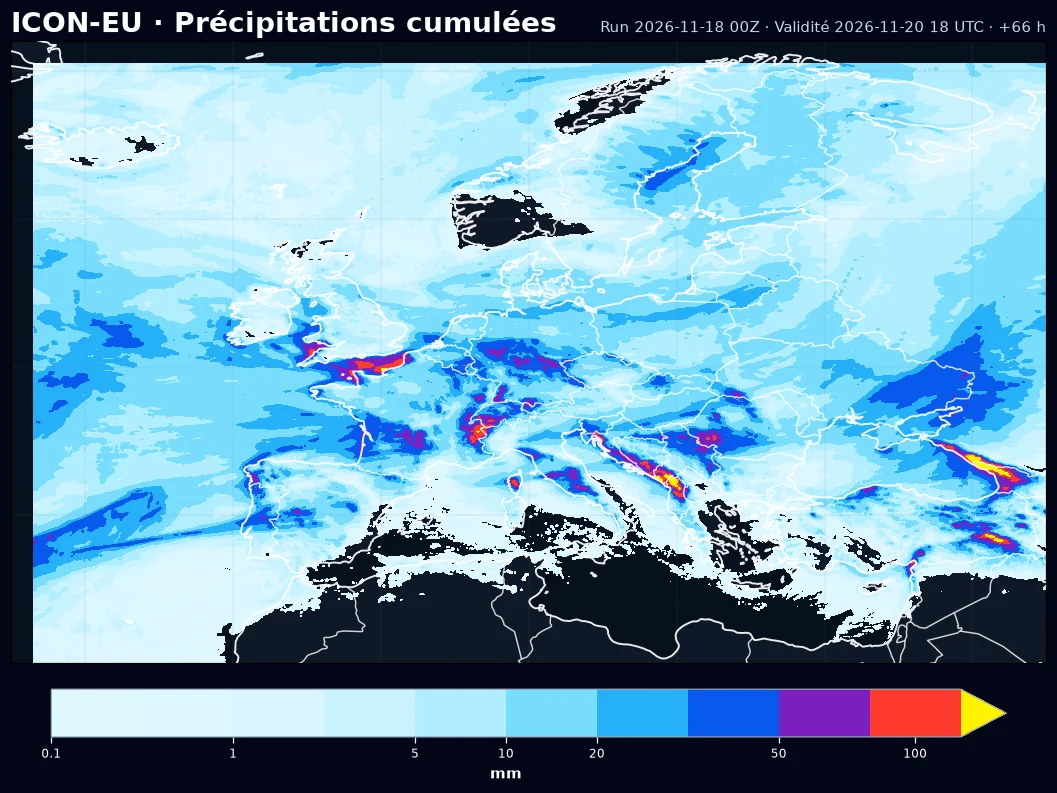 ICON-EU · Précipitations cumulées
Run 2026-11-18 00Z · Validité 2026-11-20 18 UTC · +66 h
0.1 1 5 10 20 50 100
mm